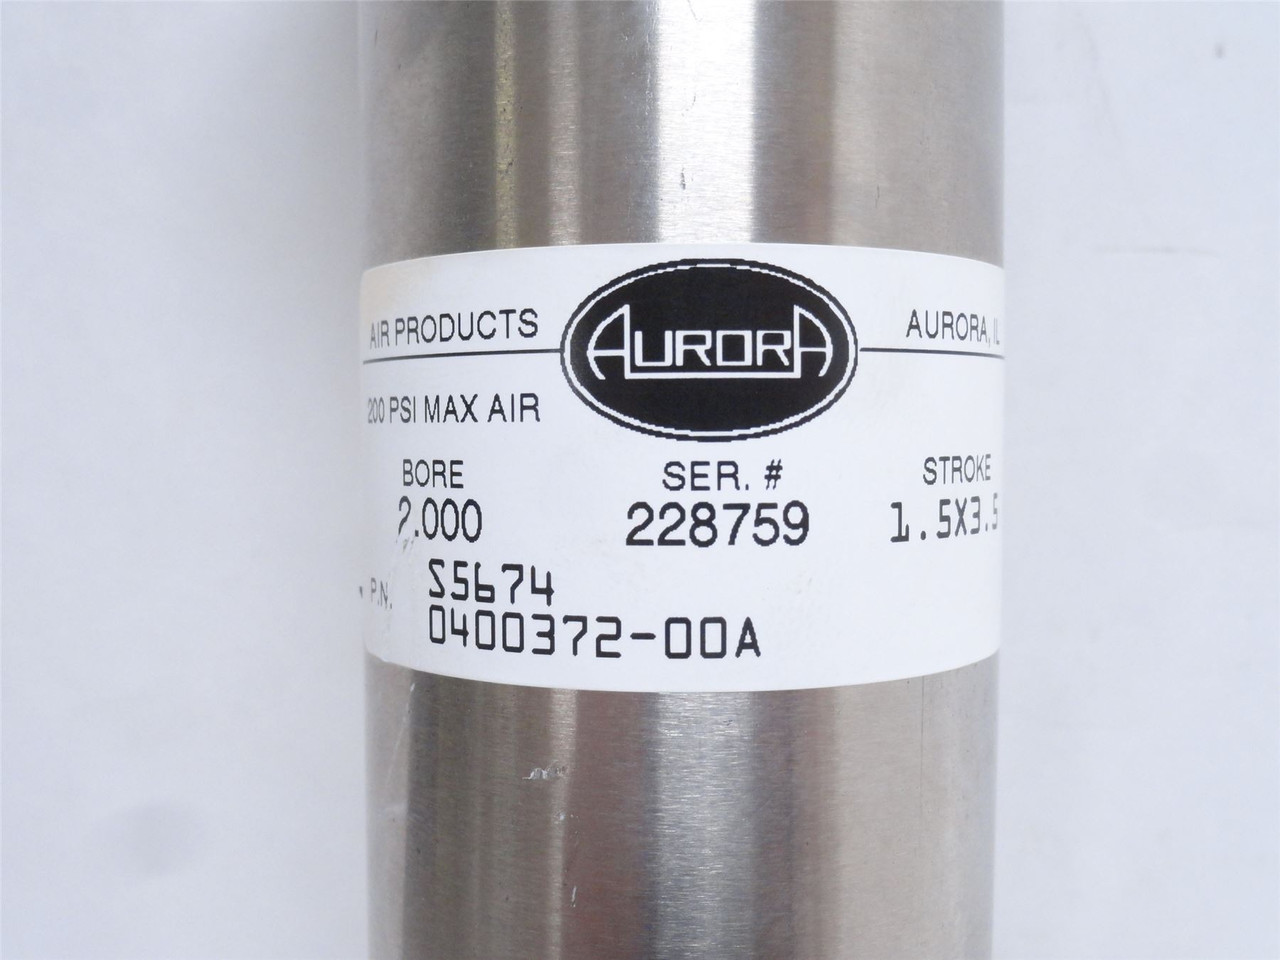 AIR PRODUCTS AURORA AURORA, IL
200 PSI MAX AIR
BORE SER. # STROKE
2.000 228759 1.5X3.5
P.N. S5674
0400372-00A